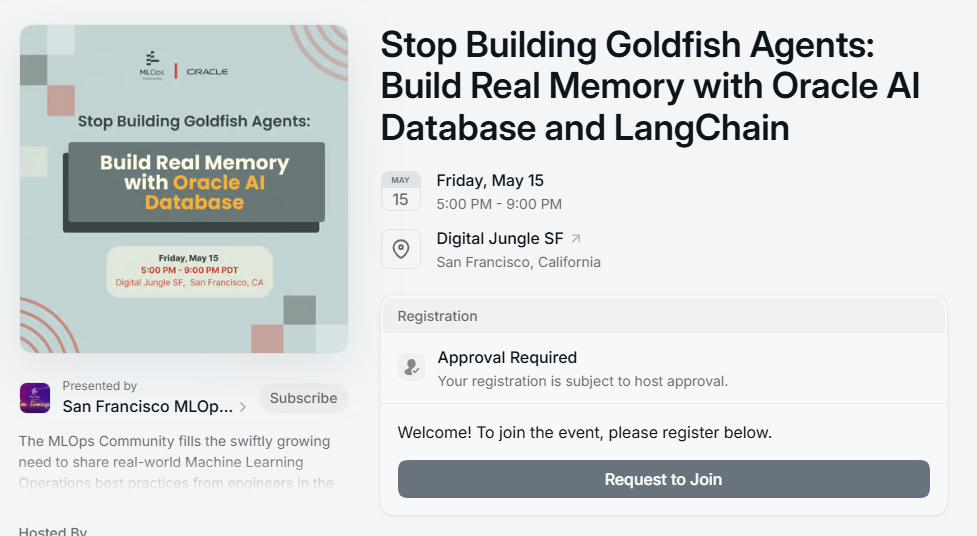 MLOps
community
ORACLE
Stop Building Goldfish Agents:
Build Real Memory
with Oracle AI
Database
Friday, May 15
5:00 PM - 9:00 PM PDT
Digital Jungle SF, San Francisco, CA
Presented by
San Francisco MLOp...
Subscribe
The MLOps Community fills the swiftly growing
need to share real-world Machine Learning
Operations best practices from engineers in the
Hosted By
Stop Building Goldfish Agents:
Build Real Memory with Oracle AI
Database and LangChain
MAY
15
Friday, May 15
5:00 PM - 9:00 PM
Digital Jungle SF
San Francisco, California
Registration
Approval Required
Your registration is subject to host approval.
Welcome! To join the event, please register below.
Request to Join